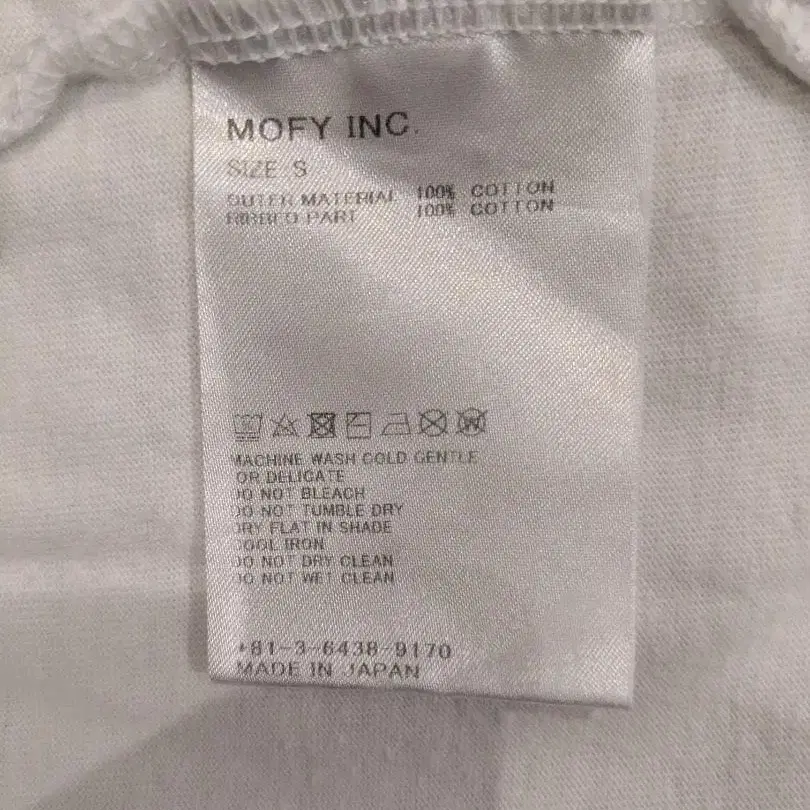 MOFY INC.
SIZE S
OUTER MATERIAL 100% COTTON
RIBBED PART 100% COTTON
MACHINE WASH COLD GENTLE
OR DELICATE
DO NOT BLEACH
DO NOT TUMBLE DRY
DRY FLAT IN SHADE
COOL IRON
DO NOT DRY CLEAN
DO NOT WET CLEAN
+81-3-6438-9170
MADE IN JAPAN